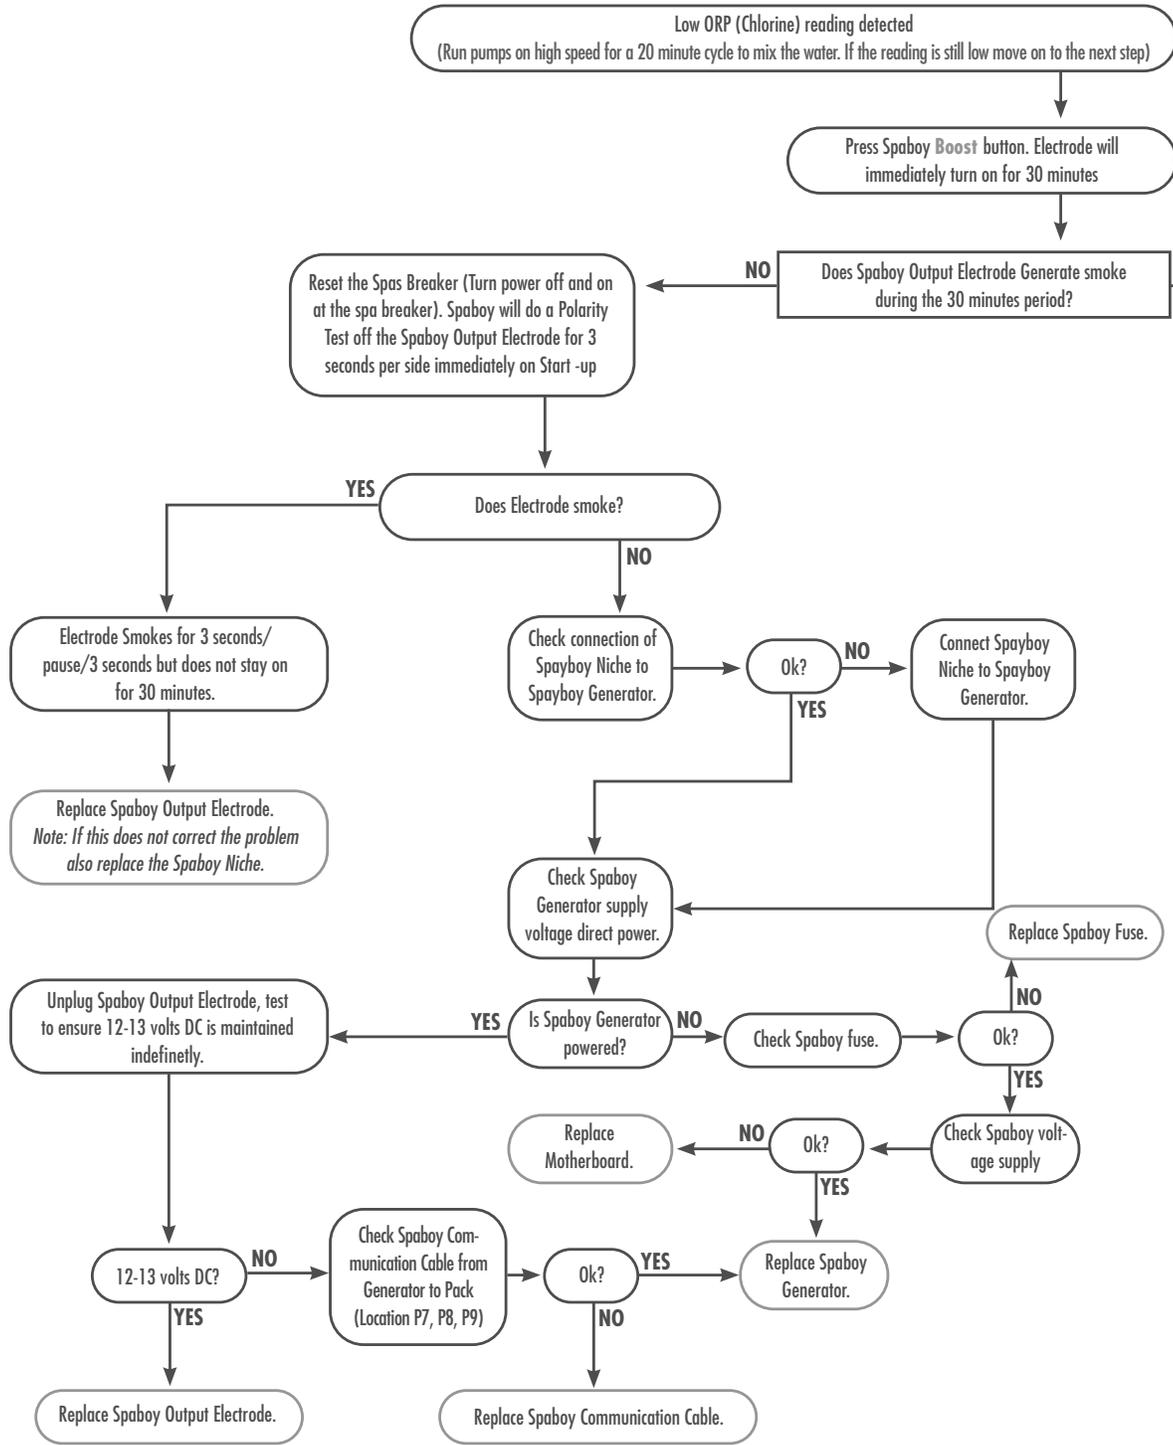 Low ORP (Chlorine) reading detected
(Run pumps on high speed for a 20 minute cycle to mix the water. If the reading is still low move on to the next step)
Press Spaboy Boost button. Electrode will
immediately turn on for 30 minutes
Does Spaboy Output Electrode Generate smoke
during the 30 minutes period?
NO
Reset the Spas Breaker (Turn power off and on
at the spa breaker). Spaboy will do a Polarity
Test off the Spaboy Output Electrode for 3
seconds per side immediately on Start -up
Does Electrode smoke?
YES
NO
Electrode Smokes for 3 seconds/
pause/3 seconds but does not stay on
for 30 minutes.
Replace Spaboy Output Electrode.
Note: If this does not correct the problem
also replace the Spaboy Niche.
Check connection of
Spayboy Niche to
Spayboy Generator.
Ok?
NO
YES
Connect Spayboy
Niche to Spayboy
Generator.
Check Spaboy
Generator supply
voltage direct power.
Is Spaboy Generator
powered?
YES
NO
Check Spaboy fuse.
Ok?
NO
Replace Spaboy Fuse.
YES
Check Spaboy volt-
age supply
Ok?
NO
Replace
Motherboard.
YES
Replace Spaboy
Generator.
Unplug Spaboy Output Electrode, test
to ensure 12-13 volts DC is maintained
indefinetly.
12-13 volts DC?
NO
YES
Replace Spaboy Output Electrode.
Check Spaboy Com-
munication Cable from
Generator to Pack
(Location P7, P8, P9)
Ok?
YES
NO
Replace Spaboy Communication Cable.